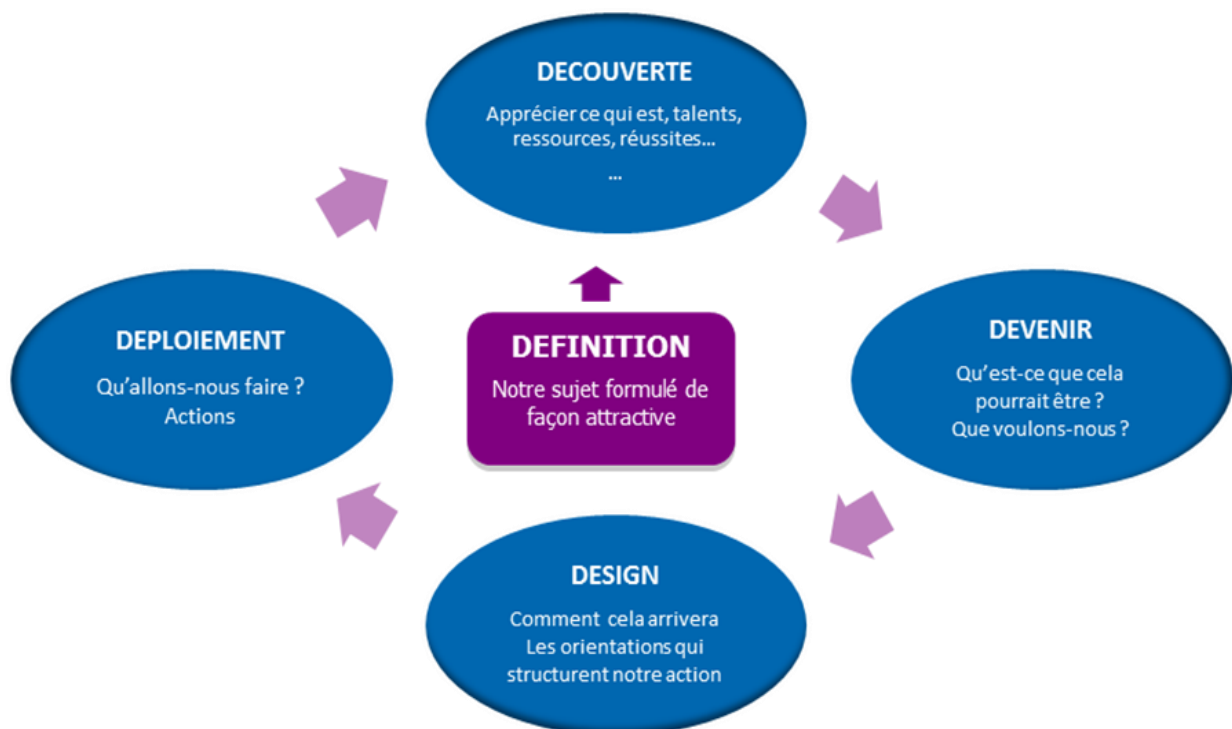 DECOUVERTE
Apprécier ce qui est, talents,
ressources, réussites...
...
DEPLOIEMENT
Qu'allons-nous faire ?
Actions
DEFINITION
Notre sujet formulé de
façon attractive
DEVENIR
Qu'est-ce que cela
pourrait être ?
Que voulons-nous ?
DESIGN
Comment cela arrivera
Les orientations qui
structurent notre action